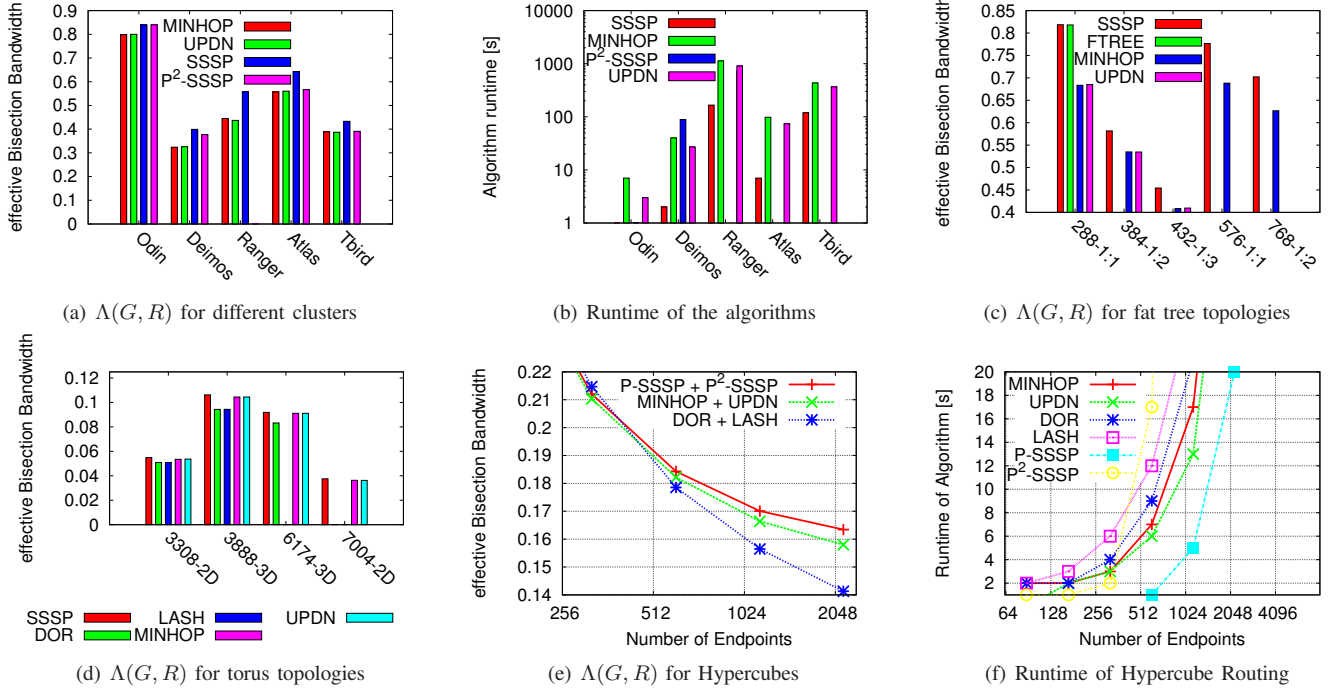 effective Bisection Bandwidth
0.9
0.8
0.7
0.6
0.5
0.4
0.3
0.2
0.1
0
MINHOP
UPDN
SSSP
P²-SSSP
Odin
Deimos
Ranger
Atlas
Tbird
(a) Λ(G, R) for different clusters
Algorithm runtime [s]
10000
1000
100
10
1
SSSP
MINHOP
P²-SSSP
UPDN
Odin
Deimos
Ranger
Atlas
Tbird
(b) Runtime of the algorithms
effective Bisection Bandwidth
0.85
0.8
0.75
0.7
0.65
0.6
0.55
0.5
0.45
0.4
SSSP
FTREE
MINHOP
UPDN
288-1:1
384-1:2
432-1:3
576-1:1
768-1:2
(c) Λ(G, R) for fat tree topologies
effective Bisection Bandwidth
0.12
0.1
0.08
0.06
0.04
0.02
0
3308-2D
3888-3D
6174-3D
7004-2D
SSSP
LASH
UPDN
DOR
MINHOP
(d) Λ(G, R) for torus topologies
effective Bisection Bandwidth
0.22
0.21
0.2
0.19
0.18
0.17
0.16
0.15
0.14
P-SSSP + P²-SSSP
MINHOP + UPDN
DOR + LASH
256
512
1024
2048
Number of Endpoints
(e) Λ(G, R) for Hypercubes
Runtime of Algorithm [s]
20
18
16
14
12
10
8
6
4
2
MINHOP
UPDN
DOR
LASH
P-SSSP
P²-SSSP
64
128
256
512
1024
2048
4096
Number of Endpoints
(f) Runtime of Hypercube Routing